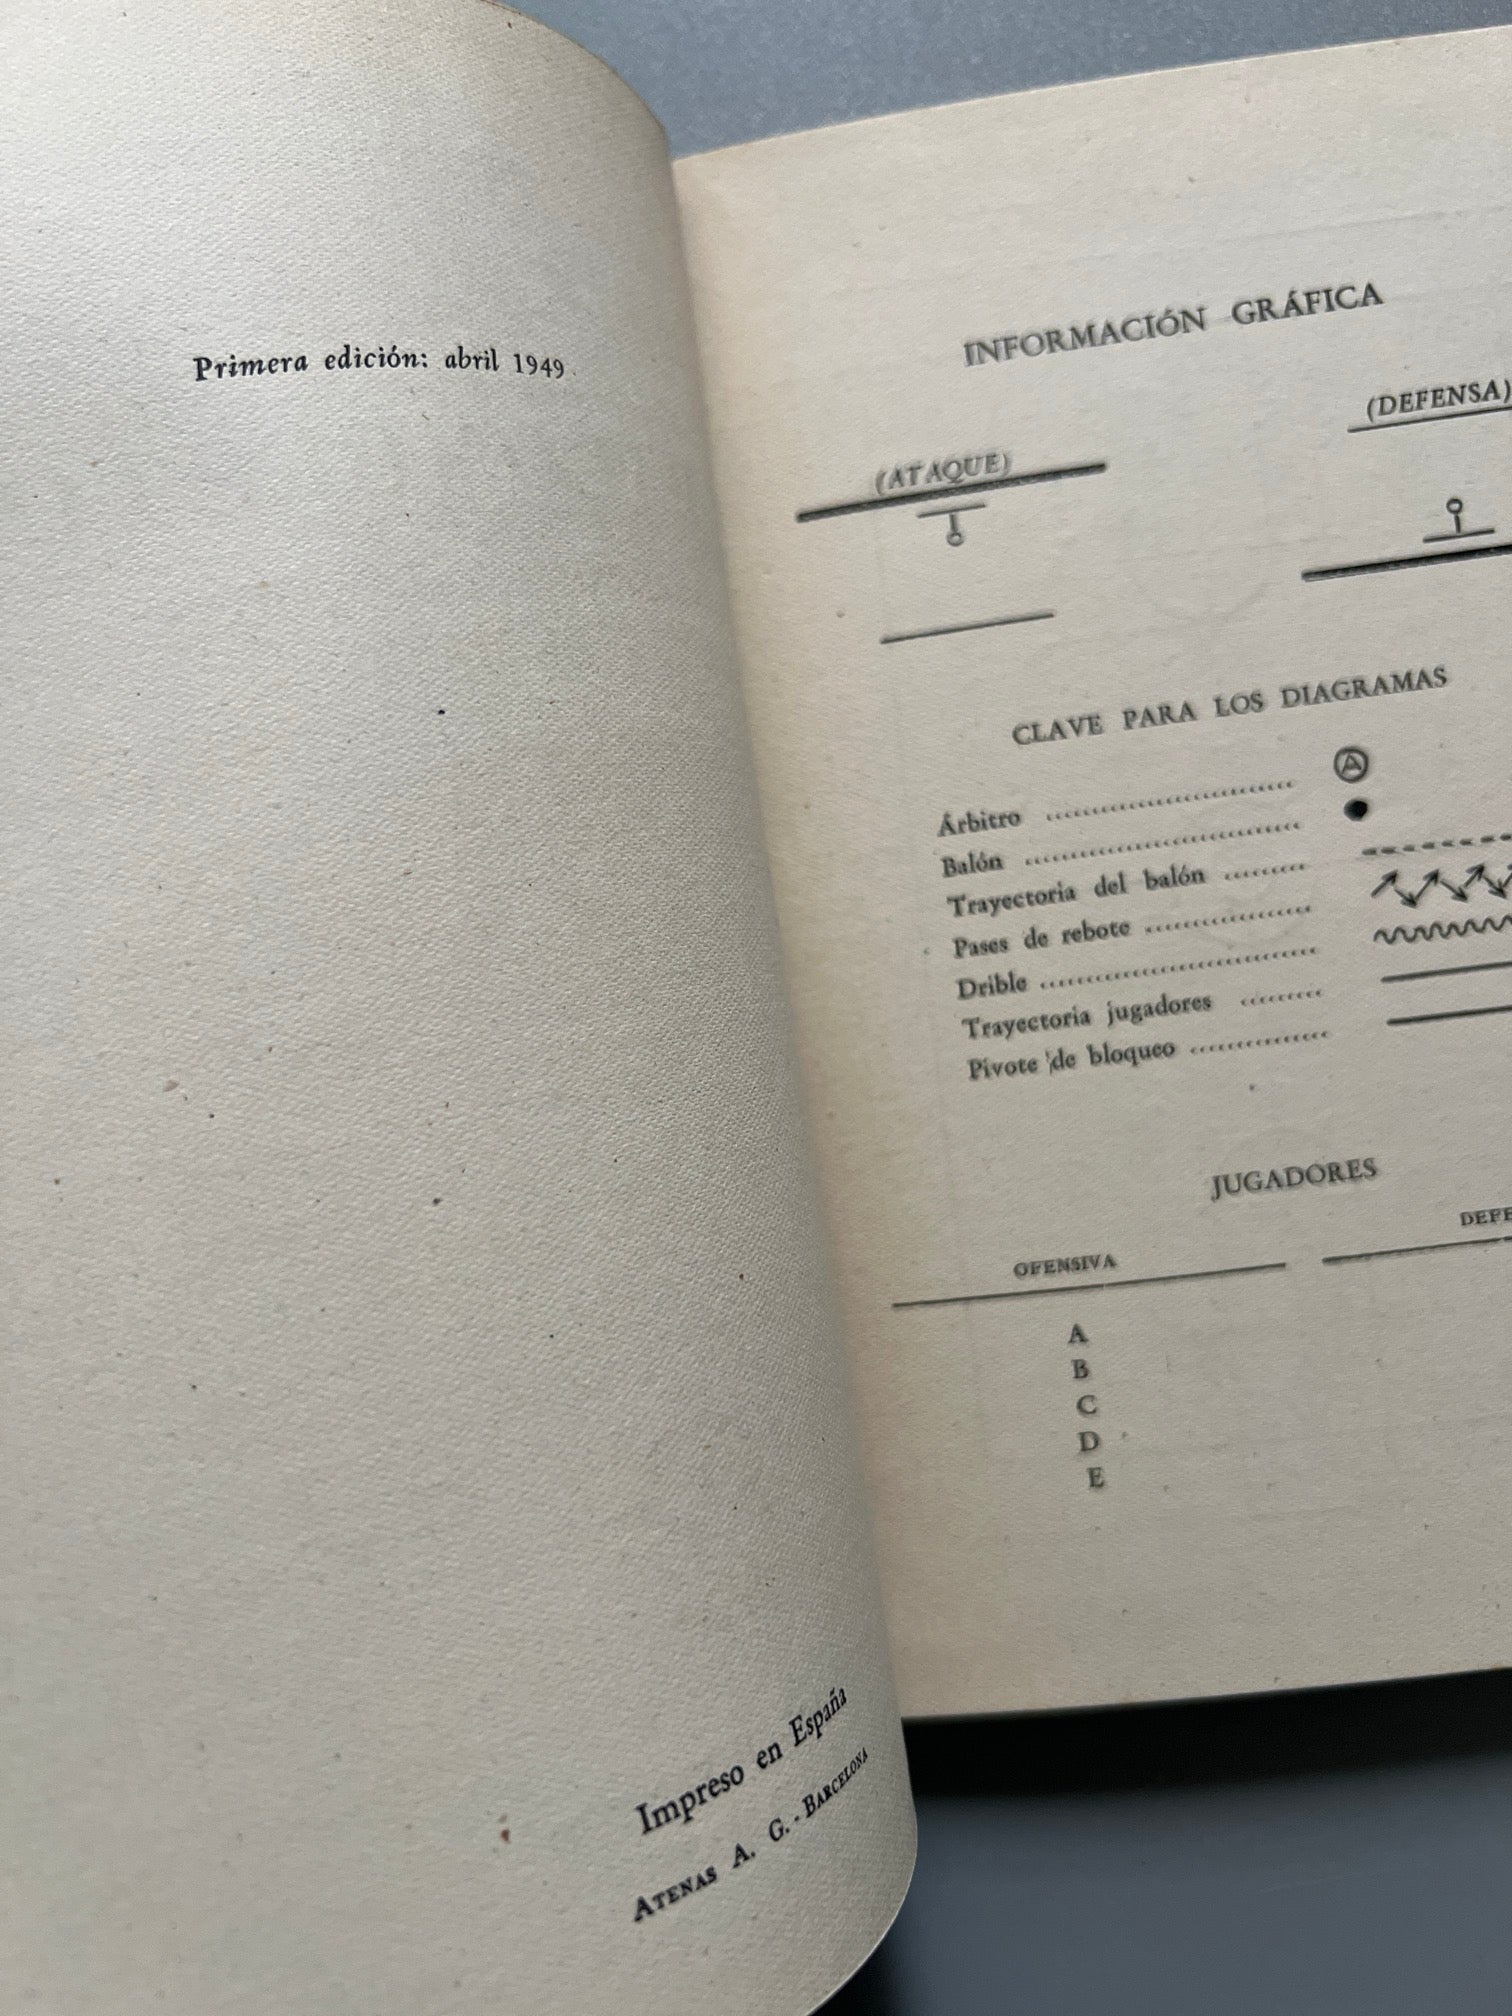 Primera edición: abril 1949.
Impreso en España
ATENAS A. G. - BARCELONA
INFORMACIÓN GRÁFICA
(ATAQUE)
(DEFENSA)
CLAVE PARA LOS DIAGRAMAS
Árbitro ........................... A
Balón ..............................
Trayectoria del balón .........
Pases de rebote ..................
Drible ..............................
Trayectoria jugadores .........
Pivote de bloqueo ...............
JUGADORES
OFENSIVA
A
B
C
D
E